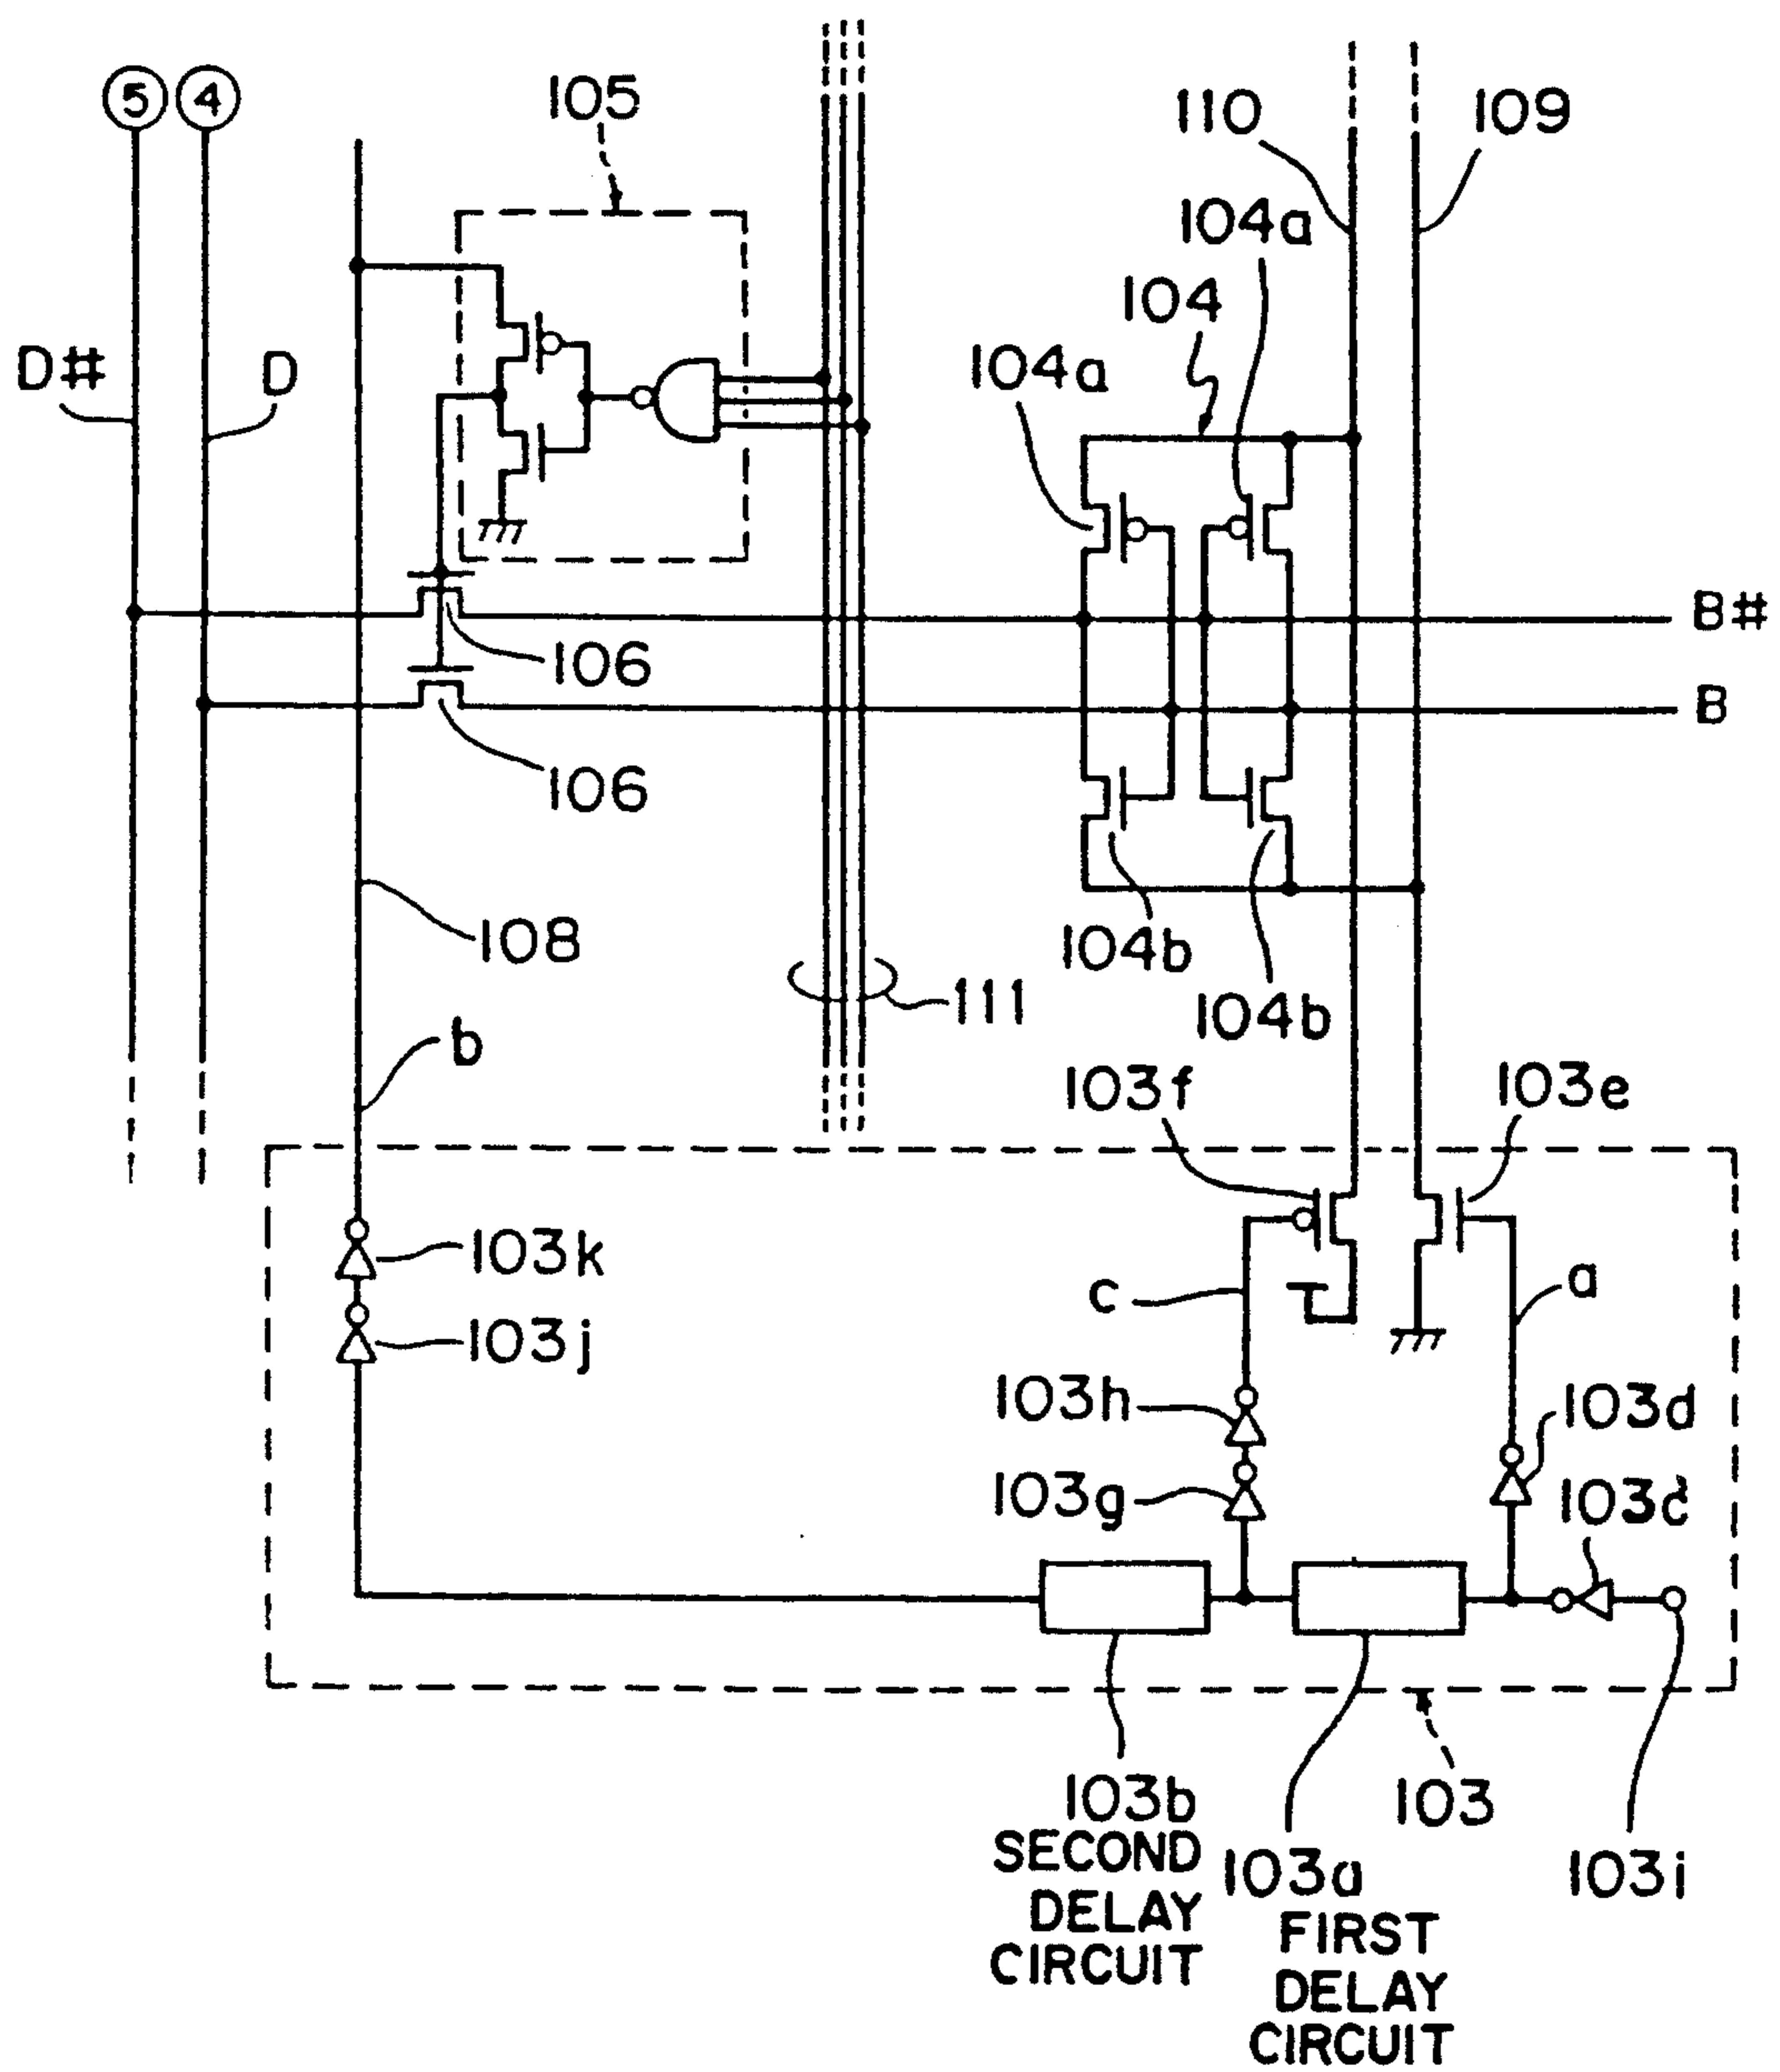 5 4
105
110
109
104a
104
D#
D
104a
B#
106
B
106
108
104b
111
104b
b
103f
103e
103k
c
a
103j
103h
103d
103g
103c
103b
SECOND
DELAY
CIRCUIT
103a
FIRST
DELAY
CIRCUIT
103
103i